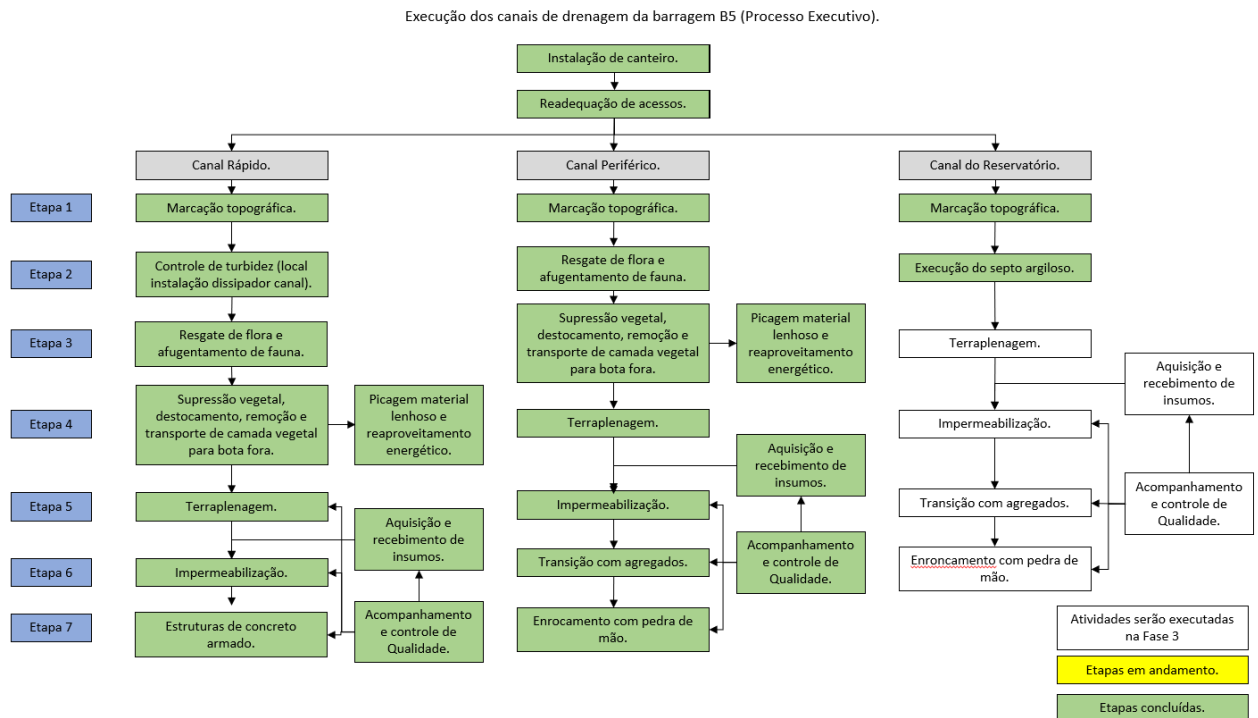 Execução dos canais de drenagem da barragem B5 (Processo Executivo).
Instalação de canteiro.
Readequação de acessos.
Canal Rápido.
Canal Periférico.
Canal do Reservatório.
Etapa 1
Marcação topográfica.
Marcação topográfica.
Marcação topográfica.
Etapa 2
Controle de turbidez (local
instalação dissipador canal).
Resgate de flora e
afugentamento de fauna.
Execução do septo argiloso.
Etapa 3
Resgate de flora e
afugentamento de fauna.
Supressão vegetal,
destocamento, remoção e
transporte de camada vegetal
para bota fora.
Picagem material
lenhoso e
reaproveitamento
energético.
Terraplenagem.
Aquisição e
recebimento de
insumos.
Etapa 4
Supressão vegetal,
destocamento, remoção e
transporte de camada vegetal
para bota fora.
Picagem material
lenhoso e
reaproveitamento
energético.
Terraplenagem.
Impermeabilização.
Aquisição e
recebimento de
insumos.
Etapa 5
Terraplenagem.
Impermeabilização.
Transição com agregados.
Acompanhamento
e controle de
Qualidade.
Aquisição e
recebimento de
insumos.
Etapa 6
Impermeabilização.
Transição com agregados.
Acompanhamento
e controle de
Qualidade.
Enroncamento com pedra de
mão.
Etapa 7
Estruturas de concreto
armado.
Acompanhamento
e controle de
Qualidade.
Enrocamento com pedra de
mão.
Atividades serão executadas
na Fase 3
Etapas em andamento.
Etapas concluídas.